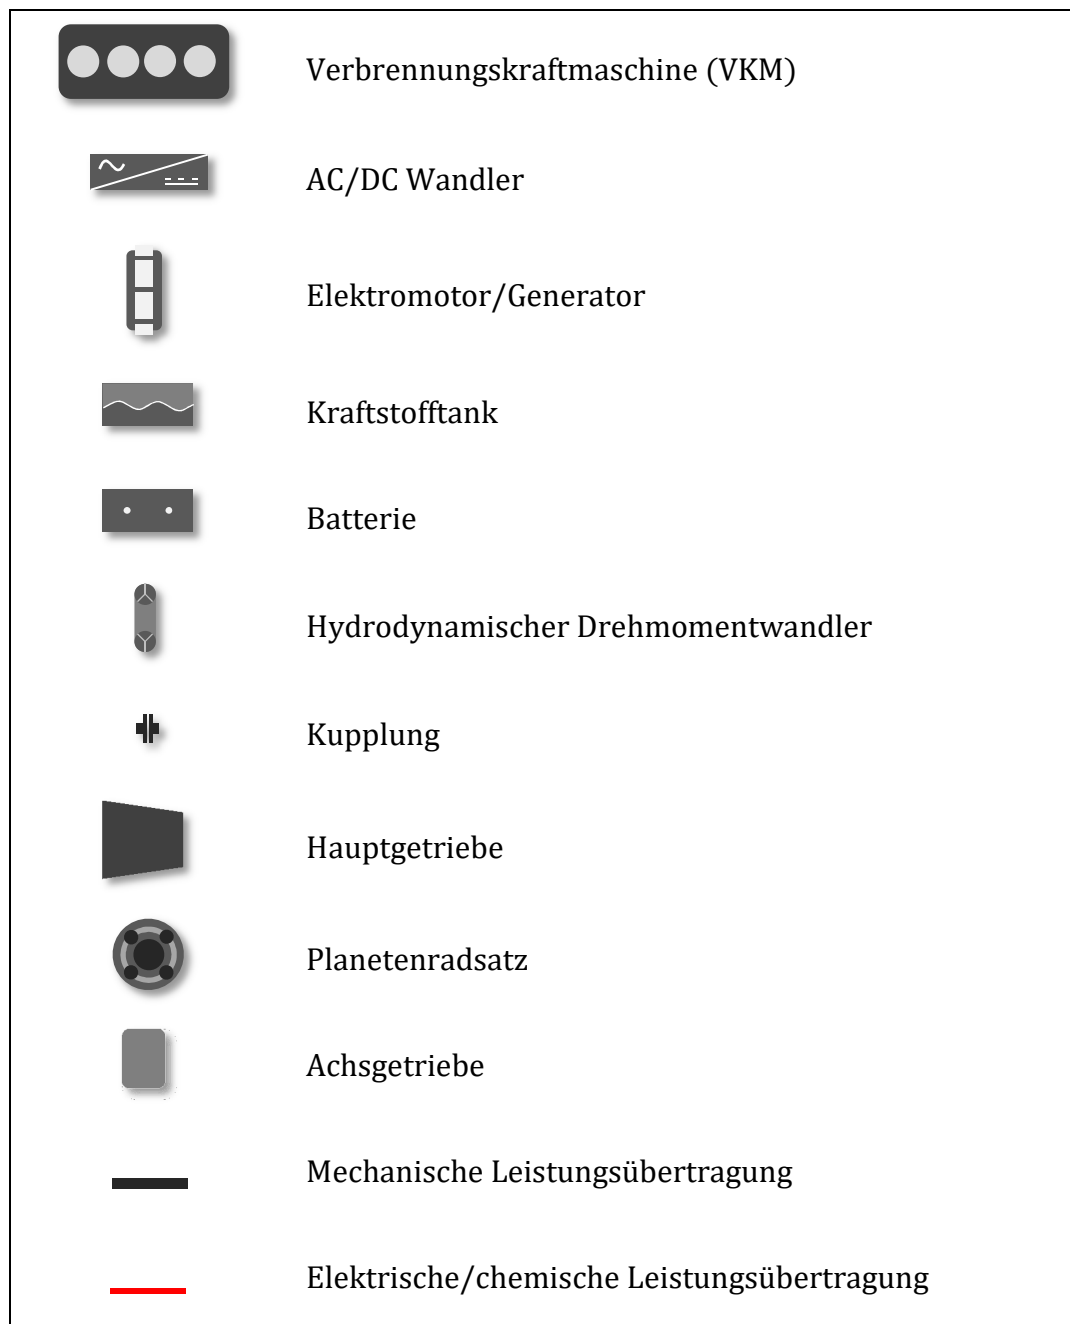 Verbrennungskraftmaschine (VKM)
AC/DC Wandler
Elektromotor/Generator
Kraftstofftank
Batterie
Hydrodynamischer Drehmomentwandler
Kupplung
Hauptgetriebe
Planetenradsatz
Achsgetriebe
Mechanische Leistungsübertragung
Elektrische/chemische Leistungsübertragung